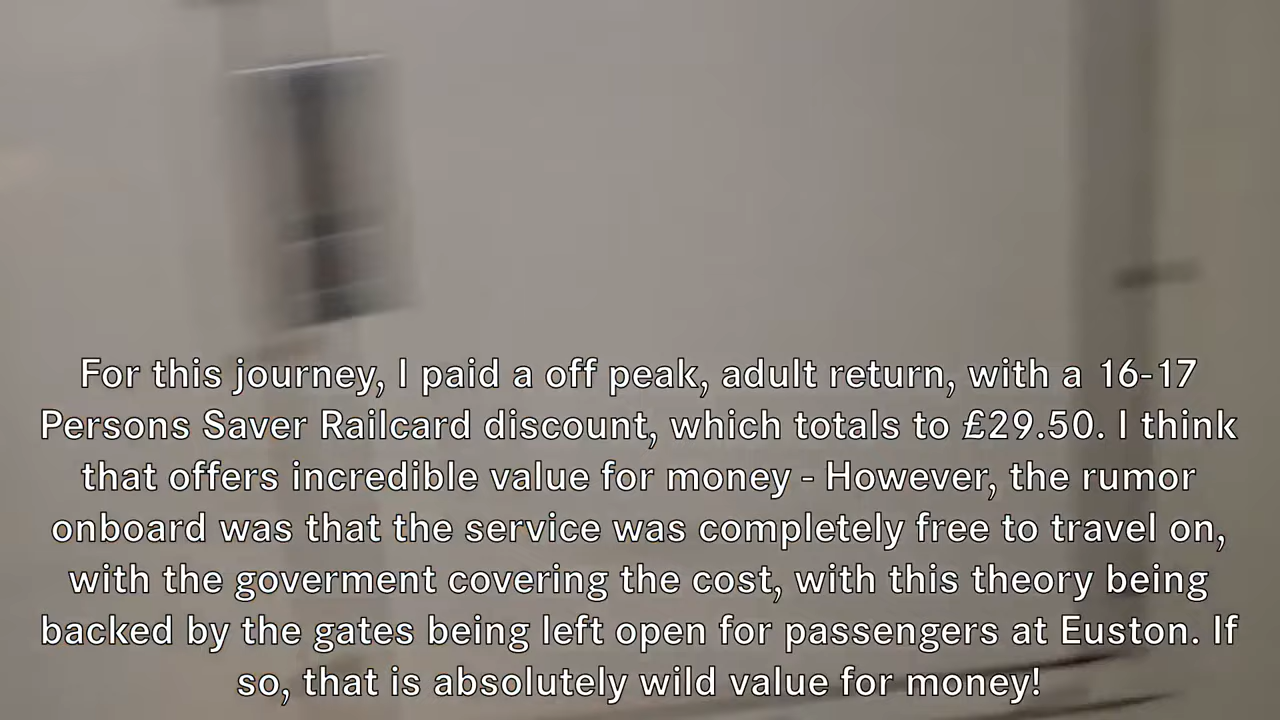 For this journey, I paid a off peak, adult return, with a 16-17
Persons Saver Railcard discount, which totals to £29.50. I think
that offers incredible value for money - However, the rumor
onboard was that the service was completely free to travel on,
with the goverment covering the cost, with this theory being
backed by the gates being left open for passengers at Euston. If
so, that is absolutely wild value for money!